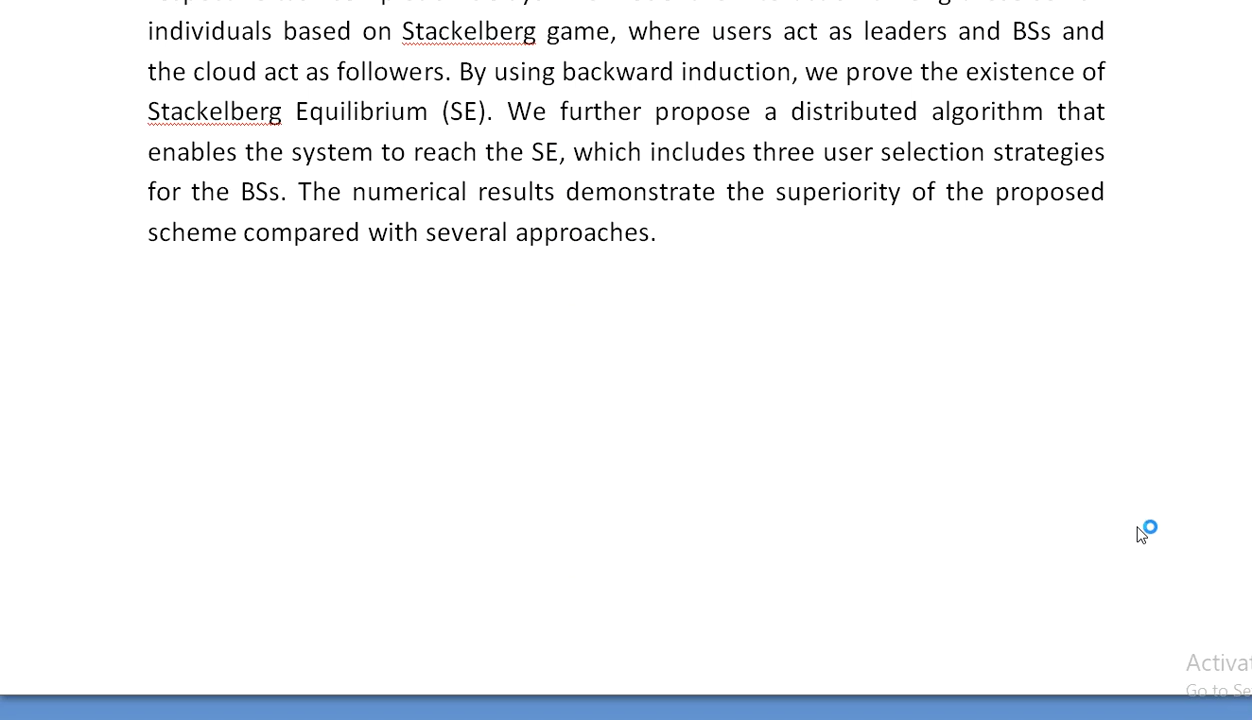 individuals based on Stackelberg game, where users act as leaders and BSs and
the cloud act as followers. By using backward induction, we prove the existence of
Stackelberg Equilibrium (SE). We further propose a distributed algorithm that
enables the system to reach the SE, which includes three user selection strategies
for the BSs. The numerical results demonstrate the superiority of the proposed
scheme compared with several approaches.
Activat
Go to Se